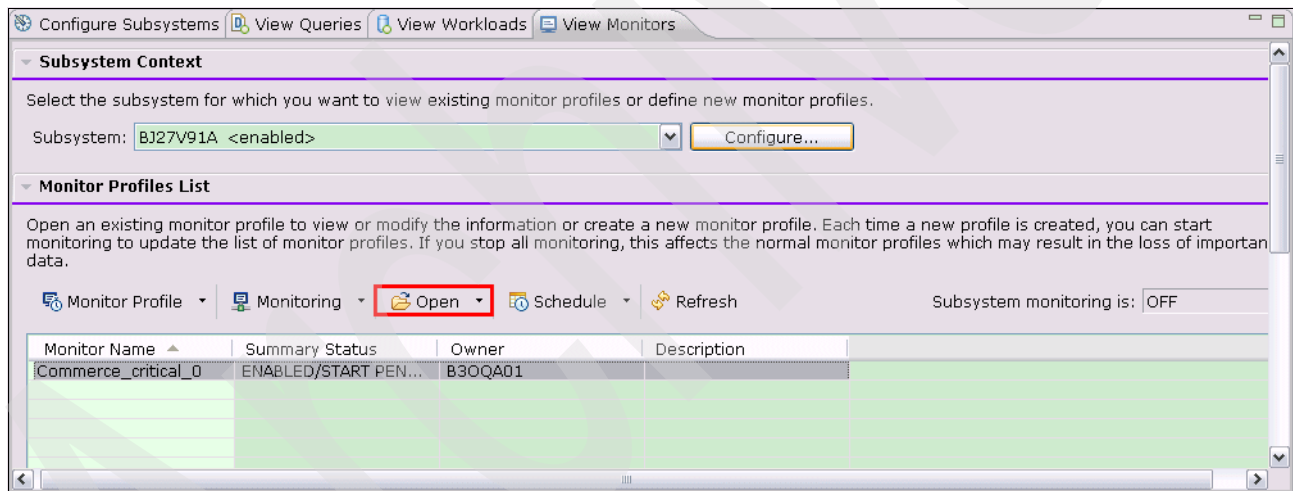 Configure Subsystems View Queries View Workloads View Monitors
Subsystem Context
Select the subsystem for which you want to view existing monitor profiles or define new monitor profiles.
Subsystem: BJ27V91A <enabled> Configure...
Monitor Profiles List
Open an existing monitor profile to view or modify the information or create a new monitor profile. Each time a new profile is created, you can start
monitoring to update the list of monitor profiles. If you stop all monitoring, this affects the normal monitor profiles which may result in the loss of importan
data.
Monitor Profile Monitoring Open Schedule Refresh Subsystem monitoring is: OFF
Monitor Name Summary Status Owner Description
Commerce_critical_0 ENABLED/START PEN... B3OQA01